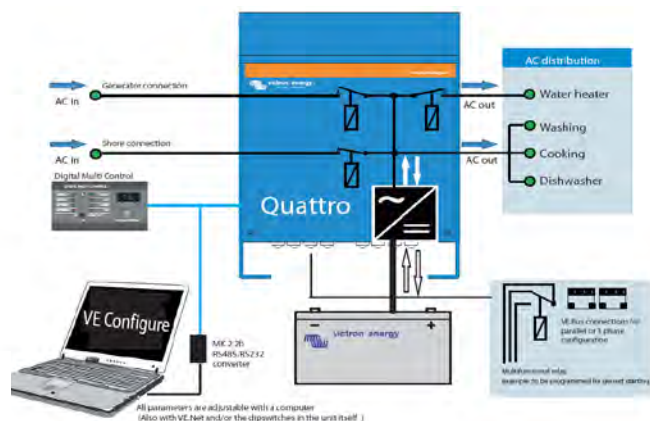 AC distribution
victron energy
Generator connection
AC in
AC out
Water heater
Washing
Shore connection
AC in
AC out
Cooking
Digital Multi Control
Dishwasher
Quattro
VE Configure
MK 2.2B
RS485/RS232
converter
victron energy
VE.Bus connections for
parallel or 3 phase
configuration
Multifunctional relay
example: to be programmed for genset starting
All parameters are adjustable with a computer
(Also with VE.Net and/or the dipswitches in the unit itself )